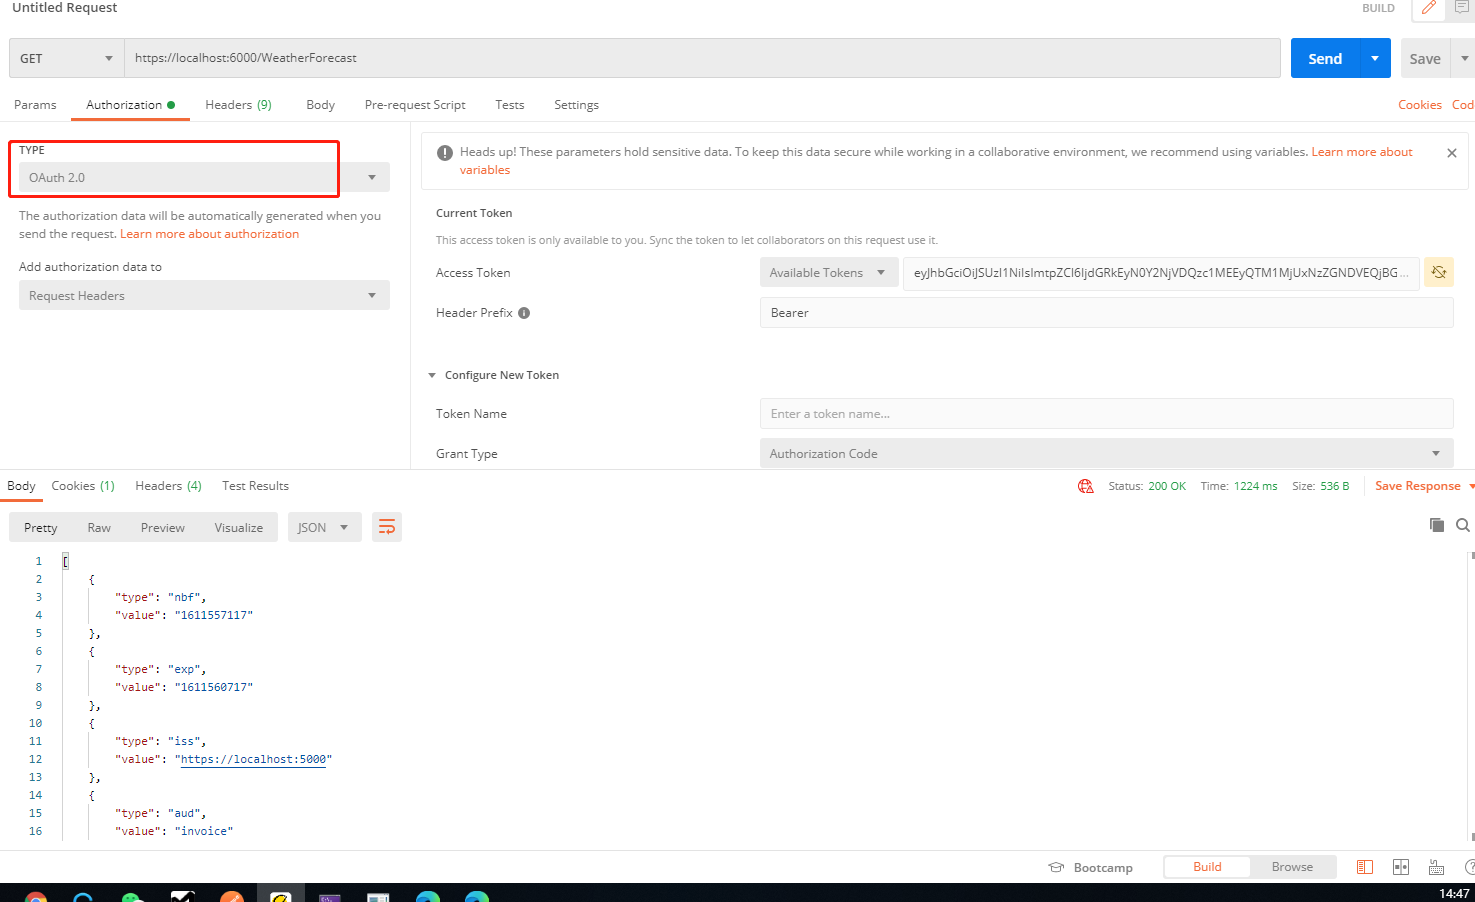 Untitled Request
BUILD
GET
https://localhost:6000/WeatherForecast
Send
Save
Params
Authorization
Headers (9)
Body
Pre-request Script
Tests
Settings
Cookies
Cod
TYPE
OAuth 2.0
The authorization data will be automatically generated when you
send the request. Learn more about authorization
Add authorization data to
Request Headers
Heads up! These parameters hold sensitive data. To keep this data secure while working in a collaborative environment, we recommend using variables. Learn more about
variables
Current Token
This access token is only available to you. Sync the token to let collaborators on this request use it.
Access Token
Available Tokens
Header Prefix
Bearer
Configure New Token
Token Name
Enter a token name...
Grant Type
Authorization Code
Body
Cookies (1)
Headers (4)
Test Results
Status: 200 OK
Time: 1224 ms
Size: 536 B
Save Response
Pretty
Raw
Preview
Visualize
JSON
1 [
2 {
3 "type": "nbf",
4 "value": "1611557117"
5 },
6 {
7 "type": "exp",
8 "value": "1611560717"
9 },
10 {
11 "type": "iss",
12 "value": "https://localhost:5000"
13 },
14 {
15 "type": "aud",
16 "value": "invoice"
Bootcamp
Build
Browse
14:47